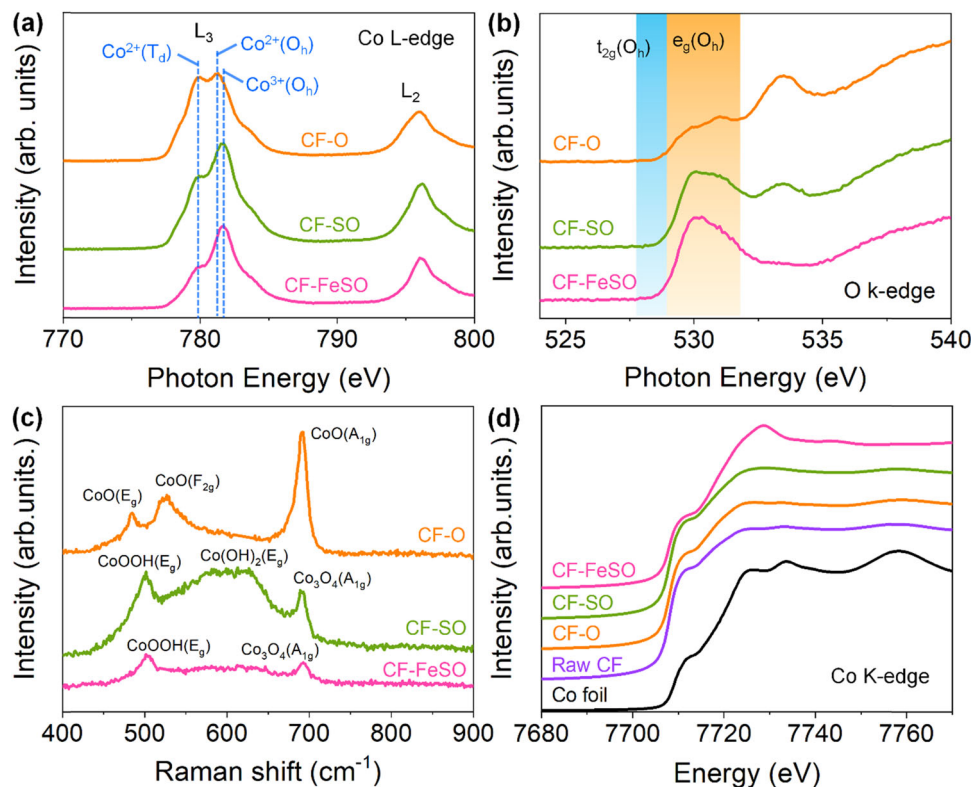 (a)
L₃
Co L-edge
Co²⁺(Td)
Co²⁺(Oₕ)
Co³⁺(Oₕ)
L₂
CF-O
CF-SO
CF-FeSO
Intensity (arb. units)
770 780 790 800
Photon Energy (eV)
(b)
t₂g(Oₕ)
eg(Oₕ)
CF-O
CF-SO
CF-FeSO
O k-edge
Intensity (arb.units)
525 530 535 540
Photon Energy (eV)
(c)
CoO(A₁g)
CoO(F₂g)
CoO(Eg)
CF-O
CoOOH(Eg)
Co(OH)₂(Eg)
Co₃O₄(A₁g)
CF-SO
CoOOH(Eg)
Co₃O₄(A₁g)
CF-FeSO
Intensity (arb.units.)
400 500 600 700 800 900
Raman shift (cm⁻¹)
(d)
CF-FeSO
CF-SO
CF-O
Raw CF
Co foil
Co K-edge
Intensity (arb.units)
7680 7700 7720 7740 7760
Energy (eV)